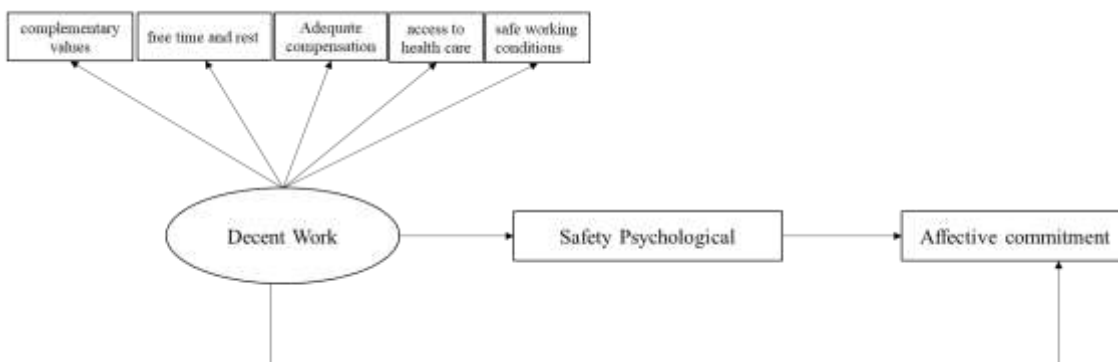 complementary
values
free time and rest
Adequate
compensation
access to
health care
safe working
conditions
Decent Work
Safety Psychological
Affective commitment